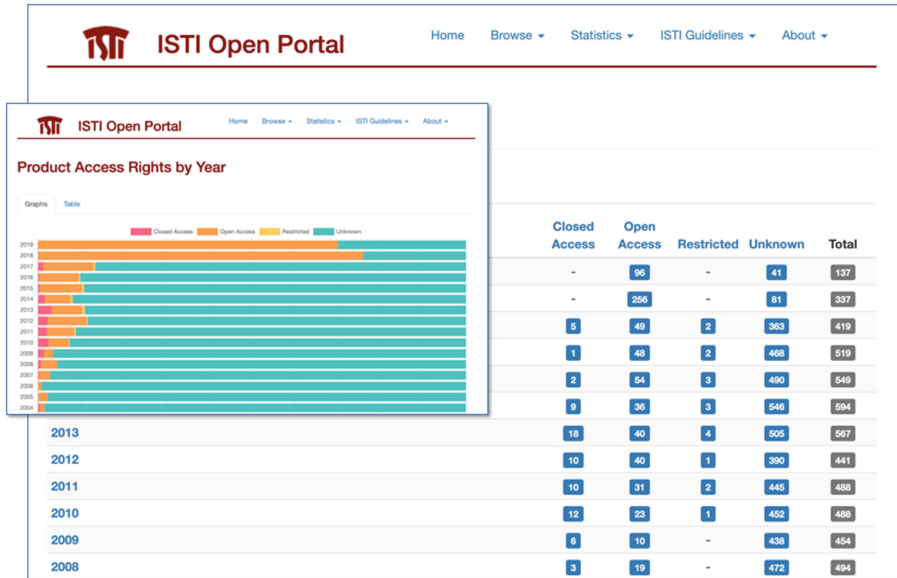 ISTI
ISTI Open Portal
Home Browse Statistics ISTI Guidelines About
ISTI
ISTI Open Portal
Home Browse Statistics ISTI Guidelines About
Product Access Rights by Year
Graphs Table
Closed Access Open Access Restricted Unknown
2019
2018
2017
2016
2015
2014
2013
2012
2011
2010
2009
2008
2007
2006
2005
2004
Closed Access Open Access Restricted Unknown Total
- 96 - 41 137
- 256 - 81 337
5 49 2 363 419
1 48 2 468 519
2 54 3 490 549
9 36 3 546 594
2013 18 40 4 505 567
2012 10 40 1 390 441
2011 10 31 2 445 488
2010 12 23 1 452 488
2009 6 10 - 438 454
2008 3 19 - 472 494